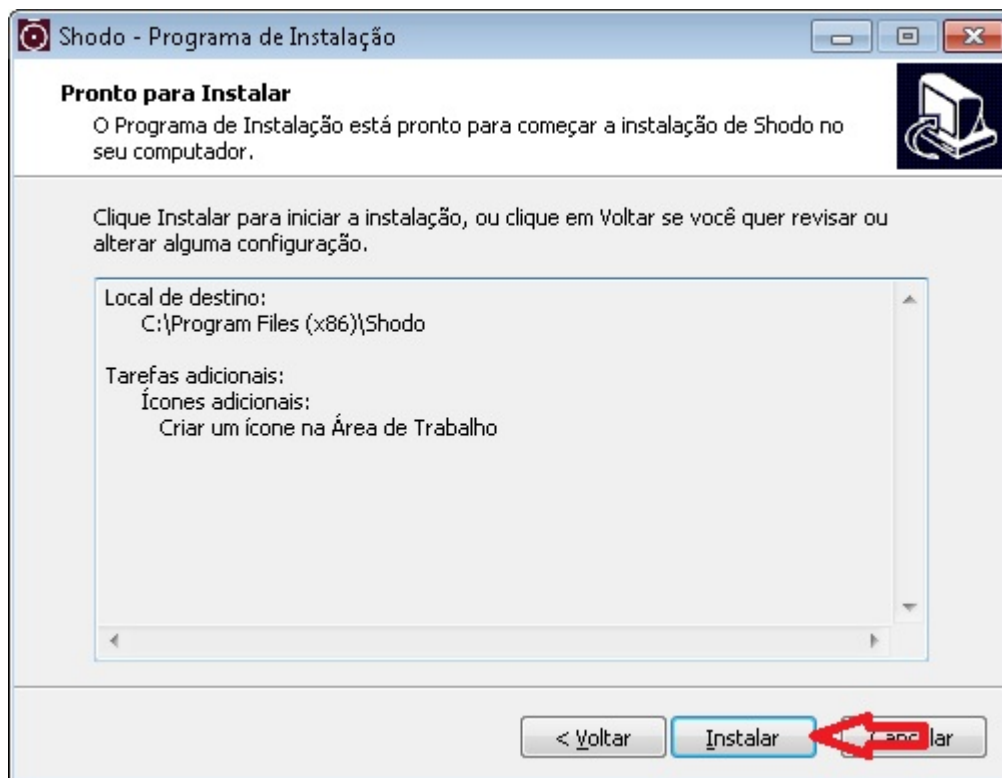 Shodo - Programa de Instalação
Pronto para Instalar
O Programa de Instalação está pronto para começar a instalação de Shodo no
seu computador.
Clique Instalar para iniciar a instalação, ou clique em Voltar se você quer revisar ou
alterar alguma configuração.
Local de destino:
C:\Program Files (x86)\Shodo
Tarefas adicionais:
Ícones adicionais:
Criar um ícone na Área de Trabalho
< Voltar
Instalar
Cancelar